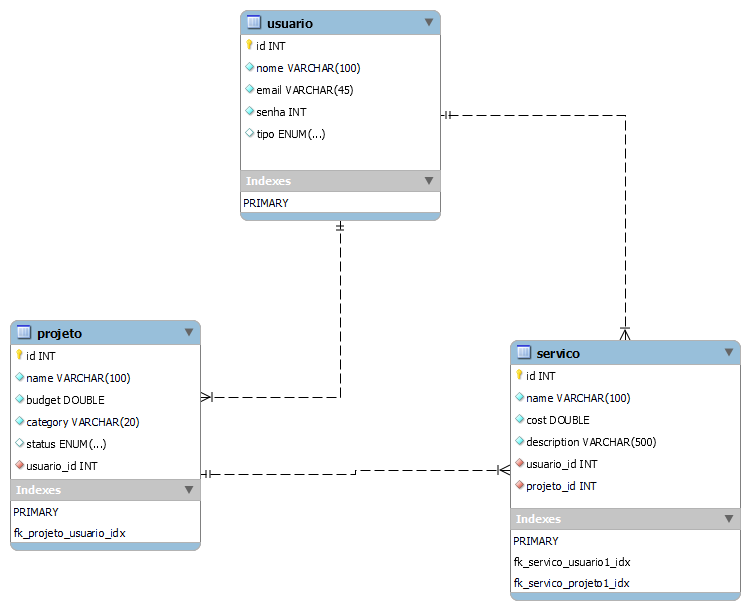 usuario
id INT
nome VARCHAR(100)
email VARCHAR(45)
senha INT
tipo ENUM(...)
Indexes
PRIMARY
projeto
id INT
name VARCHAR(100)
budget DOUBLE
category VARCHAR(20)
status ENUM(...)
usuario_id INT
Indexes
PRIMARY
fk_projeto_usuario_idx
servico
id INT
name VARCHAR(100)
cost DOUBLE
description VARCHAR(500)
usuario_id INT
projeto_id INT
Indexes
PRIMARY
fk_servico_usuario1_idx
fk_servico_projeto1_idx